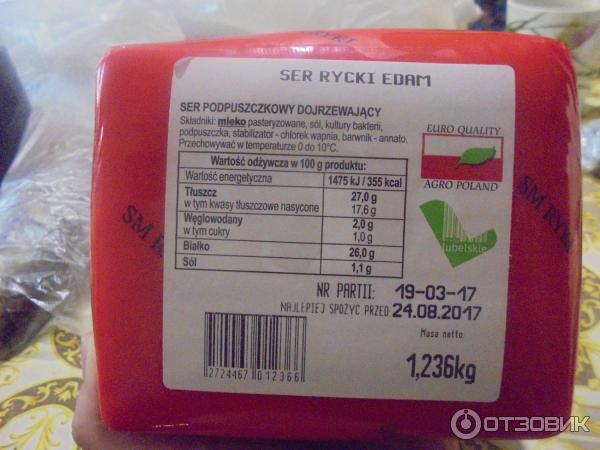 SM RYKI
SER RYCKI EDAM
SER PODPUSZCZKOWY DOJRZEWAJĄCY
Składniki: mleko pasteryzowane, sól, kultury bakterii,
podpuszczka, stabilizator - chlorek wapnia, barwnik - annato.
Przechowywać w temperaturze 0 do 10°C.
Wartość odżywcza w 100 g produktu:
Wartość energetyczna 1475 kJ / 355 kcal
Tłuszcz 27,0 g
w tym kwasy tłuszczowe nasycone 17,6 g
Węglowodany 2,0 g
w tym cukry 1,0 g
Białko 26,0 g
Sól 1,1 g
EURO QUALITY
AGRO POLAND
lubelskie
SM RYKI
SM RYKI
NR PARTII: 19-03-17
NAJLEPIEJ SPOŻYĆ PRZED: 24.08.2017
Masa netto:
1,236kg
2724467 012366
ОТЗОВИК